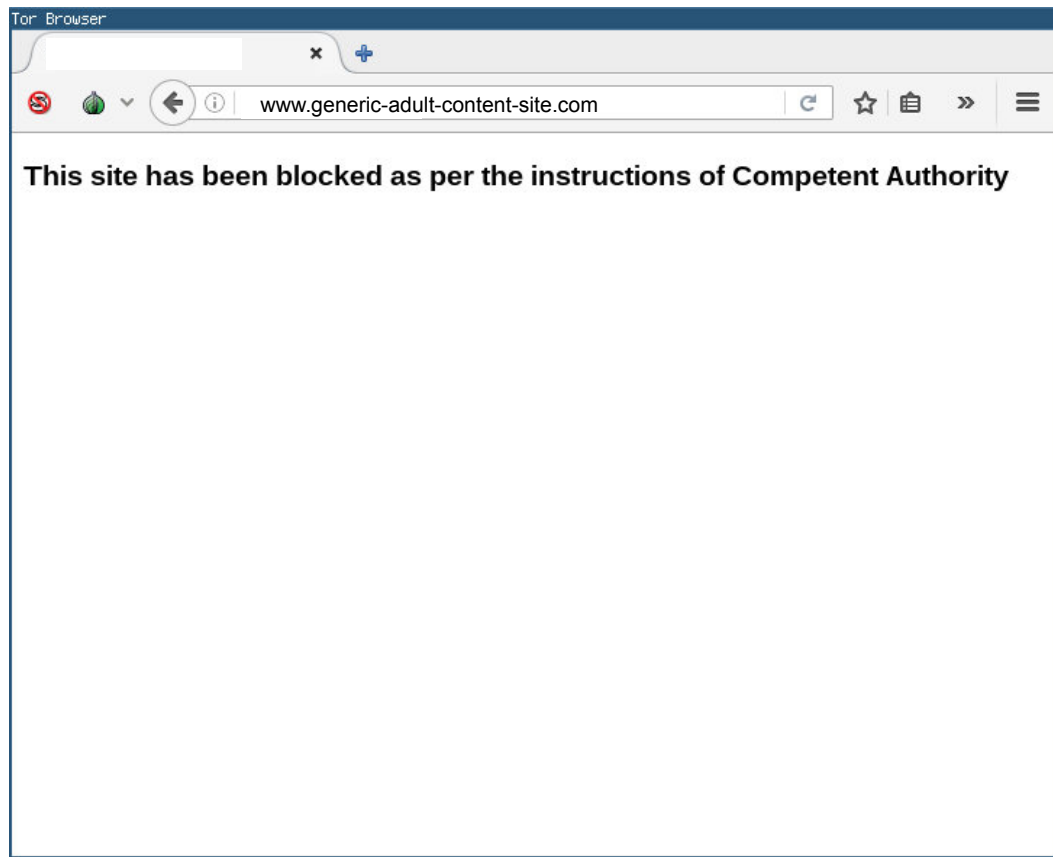 Tor Browser
www.generic-adult-content-site.com
This site has been blocked as per the instructions of Competent Authority